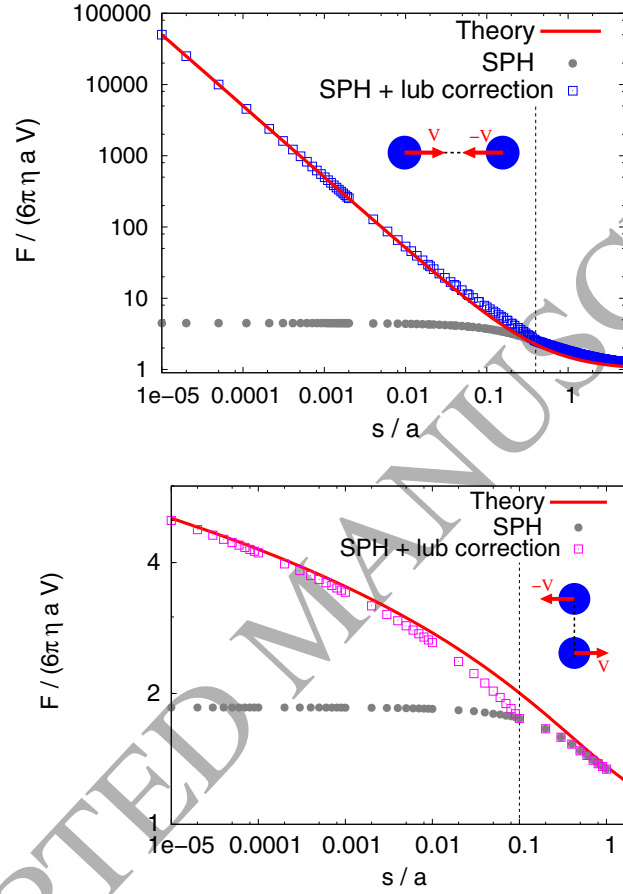 100000
10000
1000
100
10
1
F / (6π η a V)
Theory
SPH
SPH + lub correction
V
−V
1e−05
0.0001
0.001
0.01
0.1
1
s / a
4
2
1
F / (6π η a V)
Theory
SPH
SPH + lub correction
−V
V
1e−05
0.0001
0.001
0.01
0.1
1
s / a
PTED MANUSC